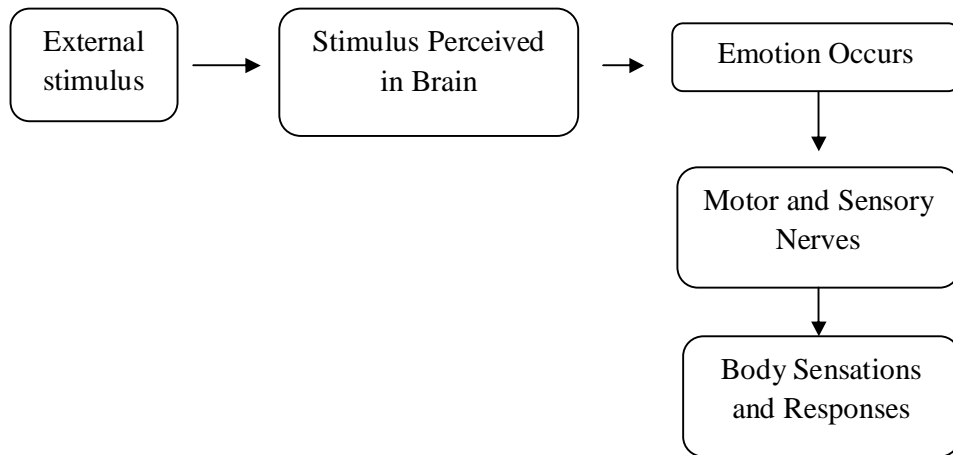 External
stimulus
Stimulus Perceived
in Brain
Emotion Occurs
Motor and Sensory
Nerves
Body Sensations
and Responses